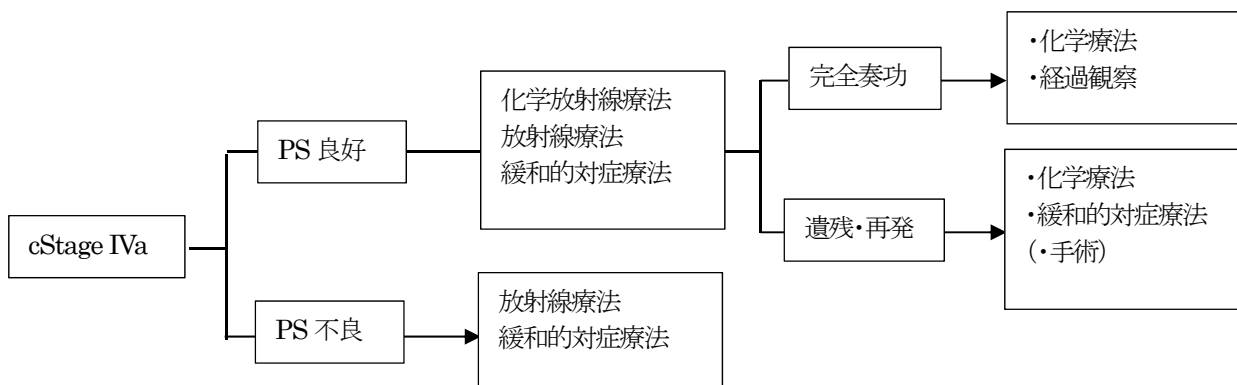 cStage IVa
PS 良好
化学放射線療法
放射線療法
緩和的対症療法
完全奏功
・化学療法
・経過観察
遺残・再発
・化学療法
・緩和的対症療法
(・手術)
PS 不良
放射線療法
緩和的対症療法